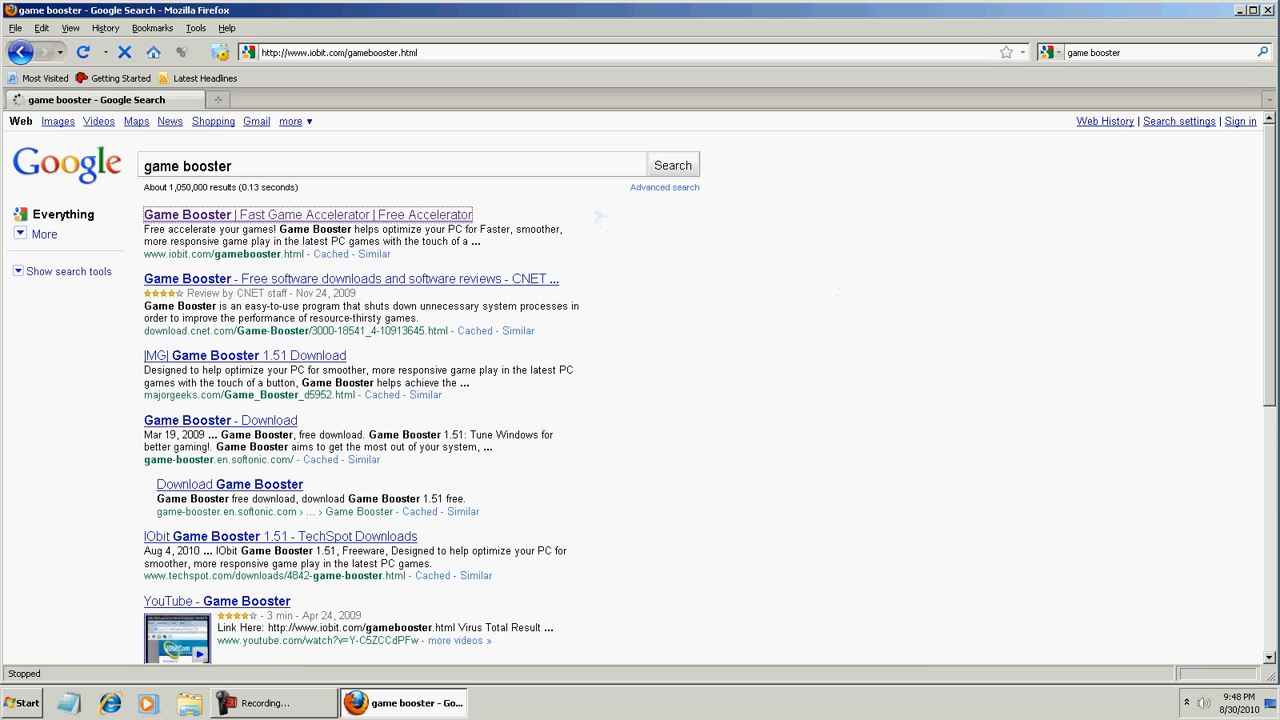 game booster - Google Search - Mozilla Firefox
File Edit View History Bookmarks Tools Help
http://www.iobit.com/gamebooster.html
game booster
Most Visited Getting Started Latest Headlines
game booster - Google Search
Web Images Videos Maps News Shopping Gmail more ▼
Web History | Search settings | Sign in
Google
game booster
Search
About 1,050,000 results (0.13 seconds)
Advanced search
Everything
More
Show search tools
Game Booster | Fast Game Accelerator | Free Accelerator
Free accelerate your games! Game Booster helps optimize your PC for Faster, smoother,
more responsive game play in the latest PC games with the touch of a ...
www.iobit.com/gamebooster.html - Cached - Similar
Game Booster - Free software downloads and software reviews - CNET ...
Review by CNET staff - Nov 24, 2009
Game Booster is an easy-to-use program that shuts down unnecessary system processes in
order to improve the performance of resource-thirsty games.
download.cnet.com/Game-Booster/3000-18541_4-10913645.html - Cached - Similar
|MG| Game Booster 1.51 Download
Designed to help optimize your PC for smoother, more responsive game play in the latest PC
games with the touch of a button, Game Booster helps achieve the ...
majorgeeks.com/Game_Booster_d5952.html - Cached - Similar
Game Booster - Download
Mar 19, 2009 ... Game Booster, free download. Game Booster 1.51: Tune Windows for
better gaming!. Game Booster aims to get the most out of your system, ...
game-booster.en.softonic.com/ - Cached - Similar
Download Game Booster
Game Booster free download, download Game Booster 1.51 free.
game-booster.en.softonic.com › ... › Game Booster - Cached - Similar
IObit Game Booster 1.51 - TechSpot Downloads
Aug 4, 2010 ... IObit Game Booster 1.51, Freeware, Designed to help optimize your PC for
smoother, more responsive game play in the latest PC games.
www.techspot.com/downloads/4842-game-booster.html - Cached - Similar
YouTube - Game Booster
- 3 min - Apr 24, 2009
Link Here: http://www.iobit.com/gamebooster.html Virus Total Result ...
www.youtube.com/watch?v=Y-C5ZCCdPFw - more videos »
Stopped
Start
Recording...
game booster - Go...
9:48 PM
8/30/2010